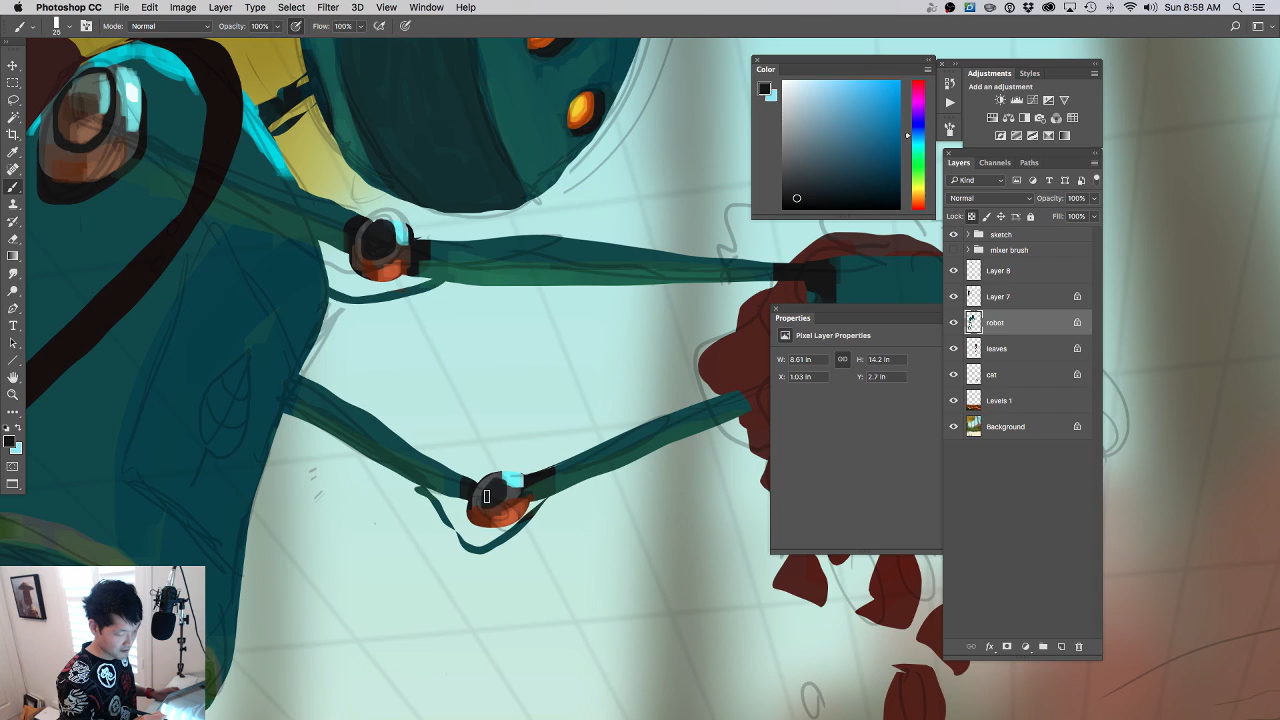 Photoshop CC File Edit Image Layer Type Select Filter 3D View Window Help Sun 8:58 AM
25 Mode: Normal Opacity: 100% Flow: 100%
Color
Adjustments Styles
Add an adjustment
Layers Channels Paths
Kind
Normal Opacity: 100%
Lock: Fill: 100%
sketch
mixer brush
Layer 8
Layer 7
robot
leaves
cat
Levels 1
Background
Properties
Pixel Layer Properties
W: 8.61 in H: 14.2 in
X: 1.03 in Y: 2.7 in
fx